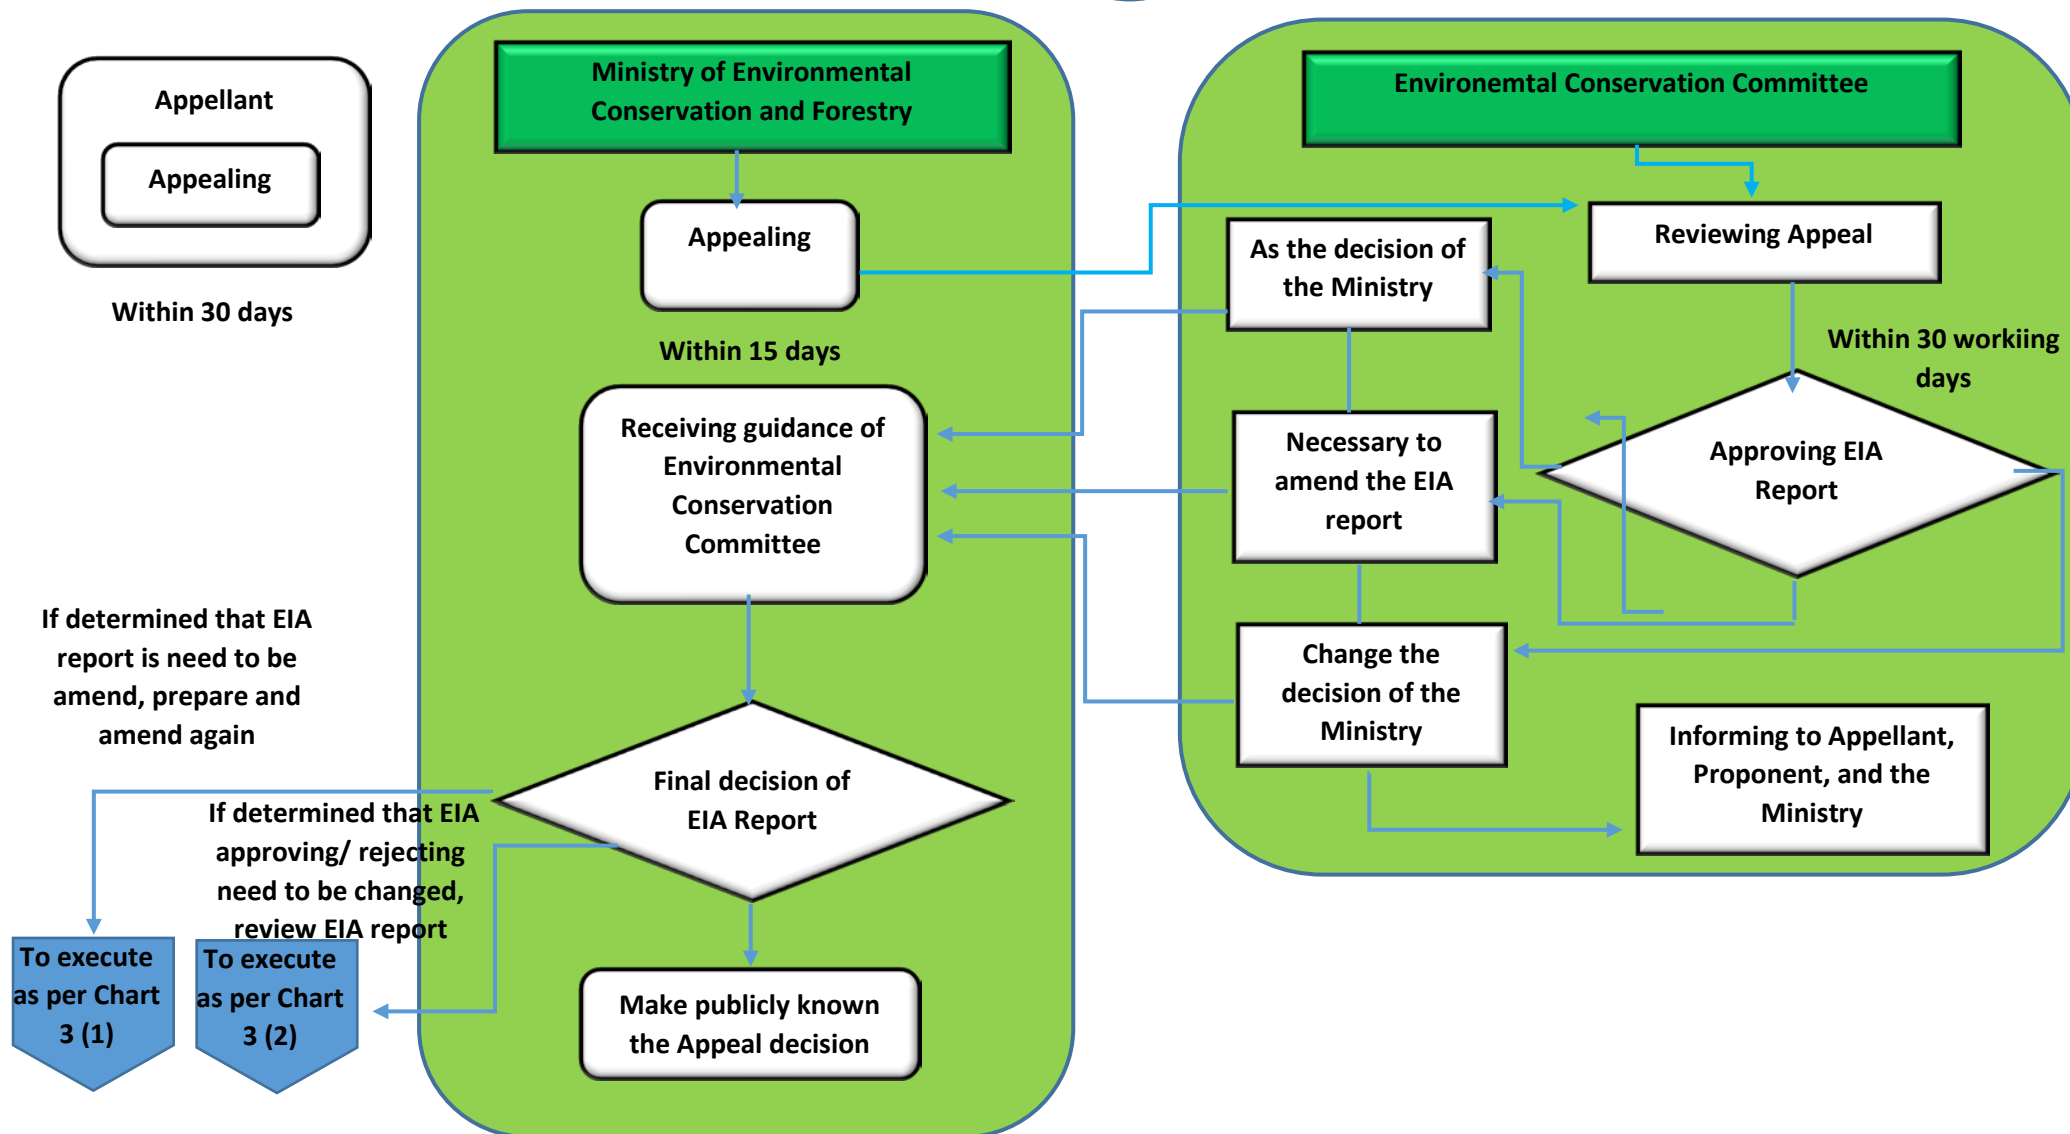 Appellant
Appealing
Within 30 days
If determined that EIA
report is need to be
amend, prepare and
amend again
If determined that EIA
approving/ rejecting
need to be changed,
review EIA report
To execute
as per Chart
3 (1)
To execute
as per Chart
3 (2)
Ministry of Environmental
Conservation and Forestry
Appealing
Within 15 days
Receiving guidance of
Environmental
Conservation
Committee
Final decision of
EIA Report
Make publicly known
the Appeal decision
Environemtal Conservation Committee
Reviewing Appeal
Within 30 workiing
days
Approving EIA
Report
As the decision of
the Ministry
Necessary to
amend the EIA
report
Change the
decision of the
Ministry
Informing to Appellant,
Proponent, and the
Ministry